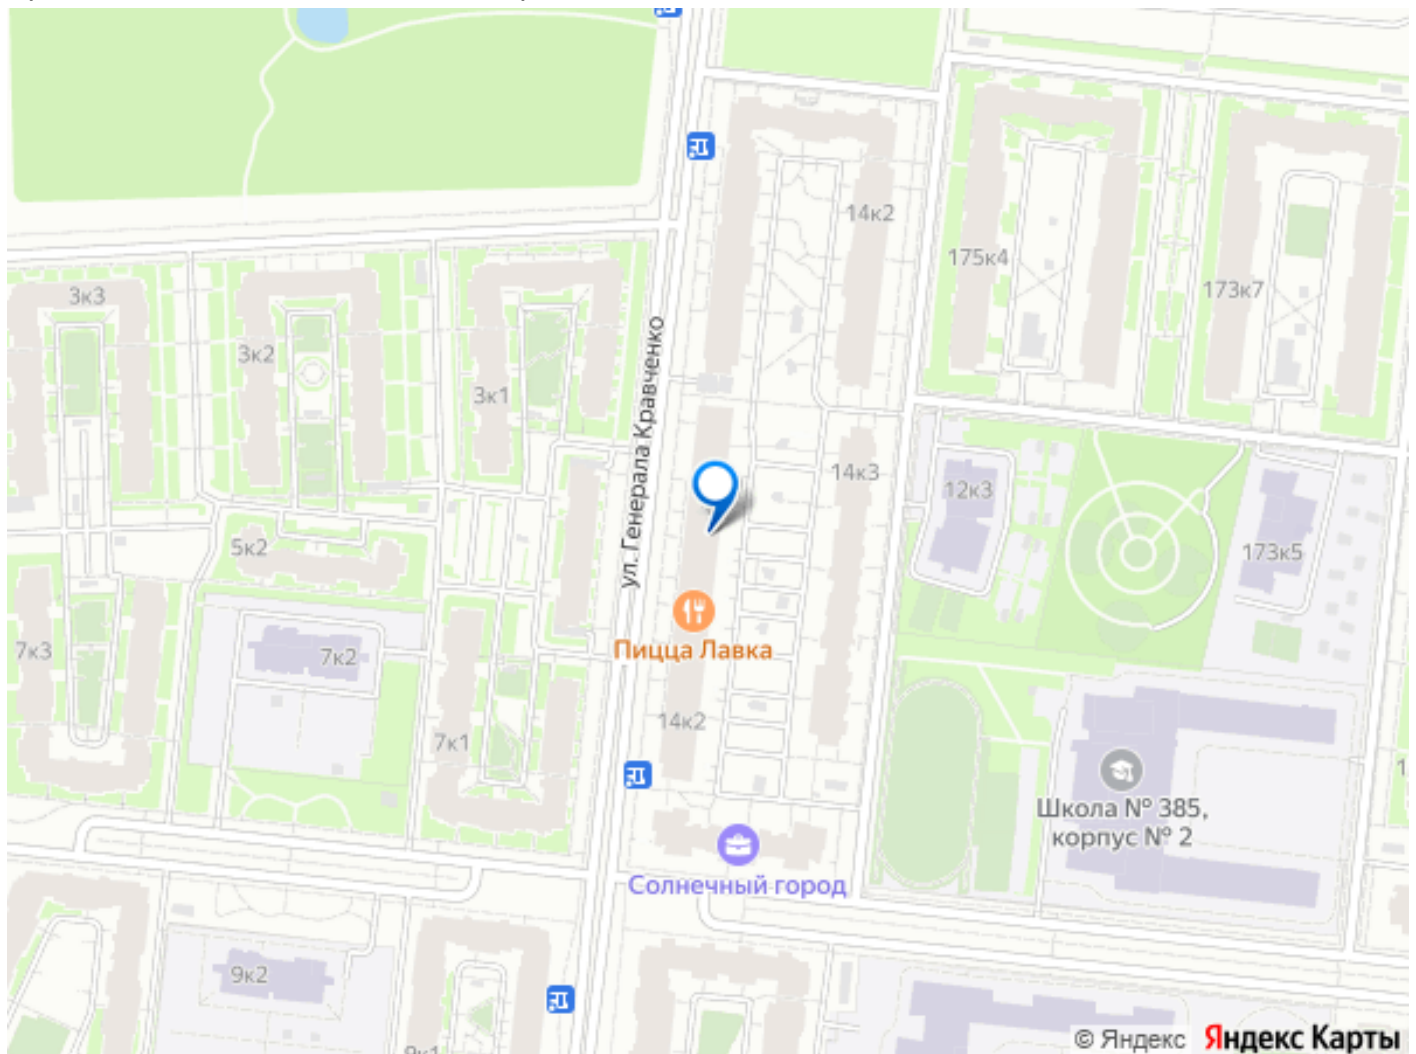 14к2
175к4
173к7
3к3
3к2
3к1
ул. Генерала Кравченко
14к3
12к3
173к5
5к2
7к3
7к2
Пицца Лавка
14к2
7к1
Школа № 385,
корпус № 2
Солнечный город
9к2
9к1
© Яндекс Яндекс Карты